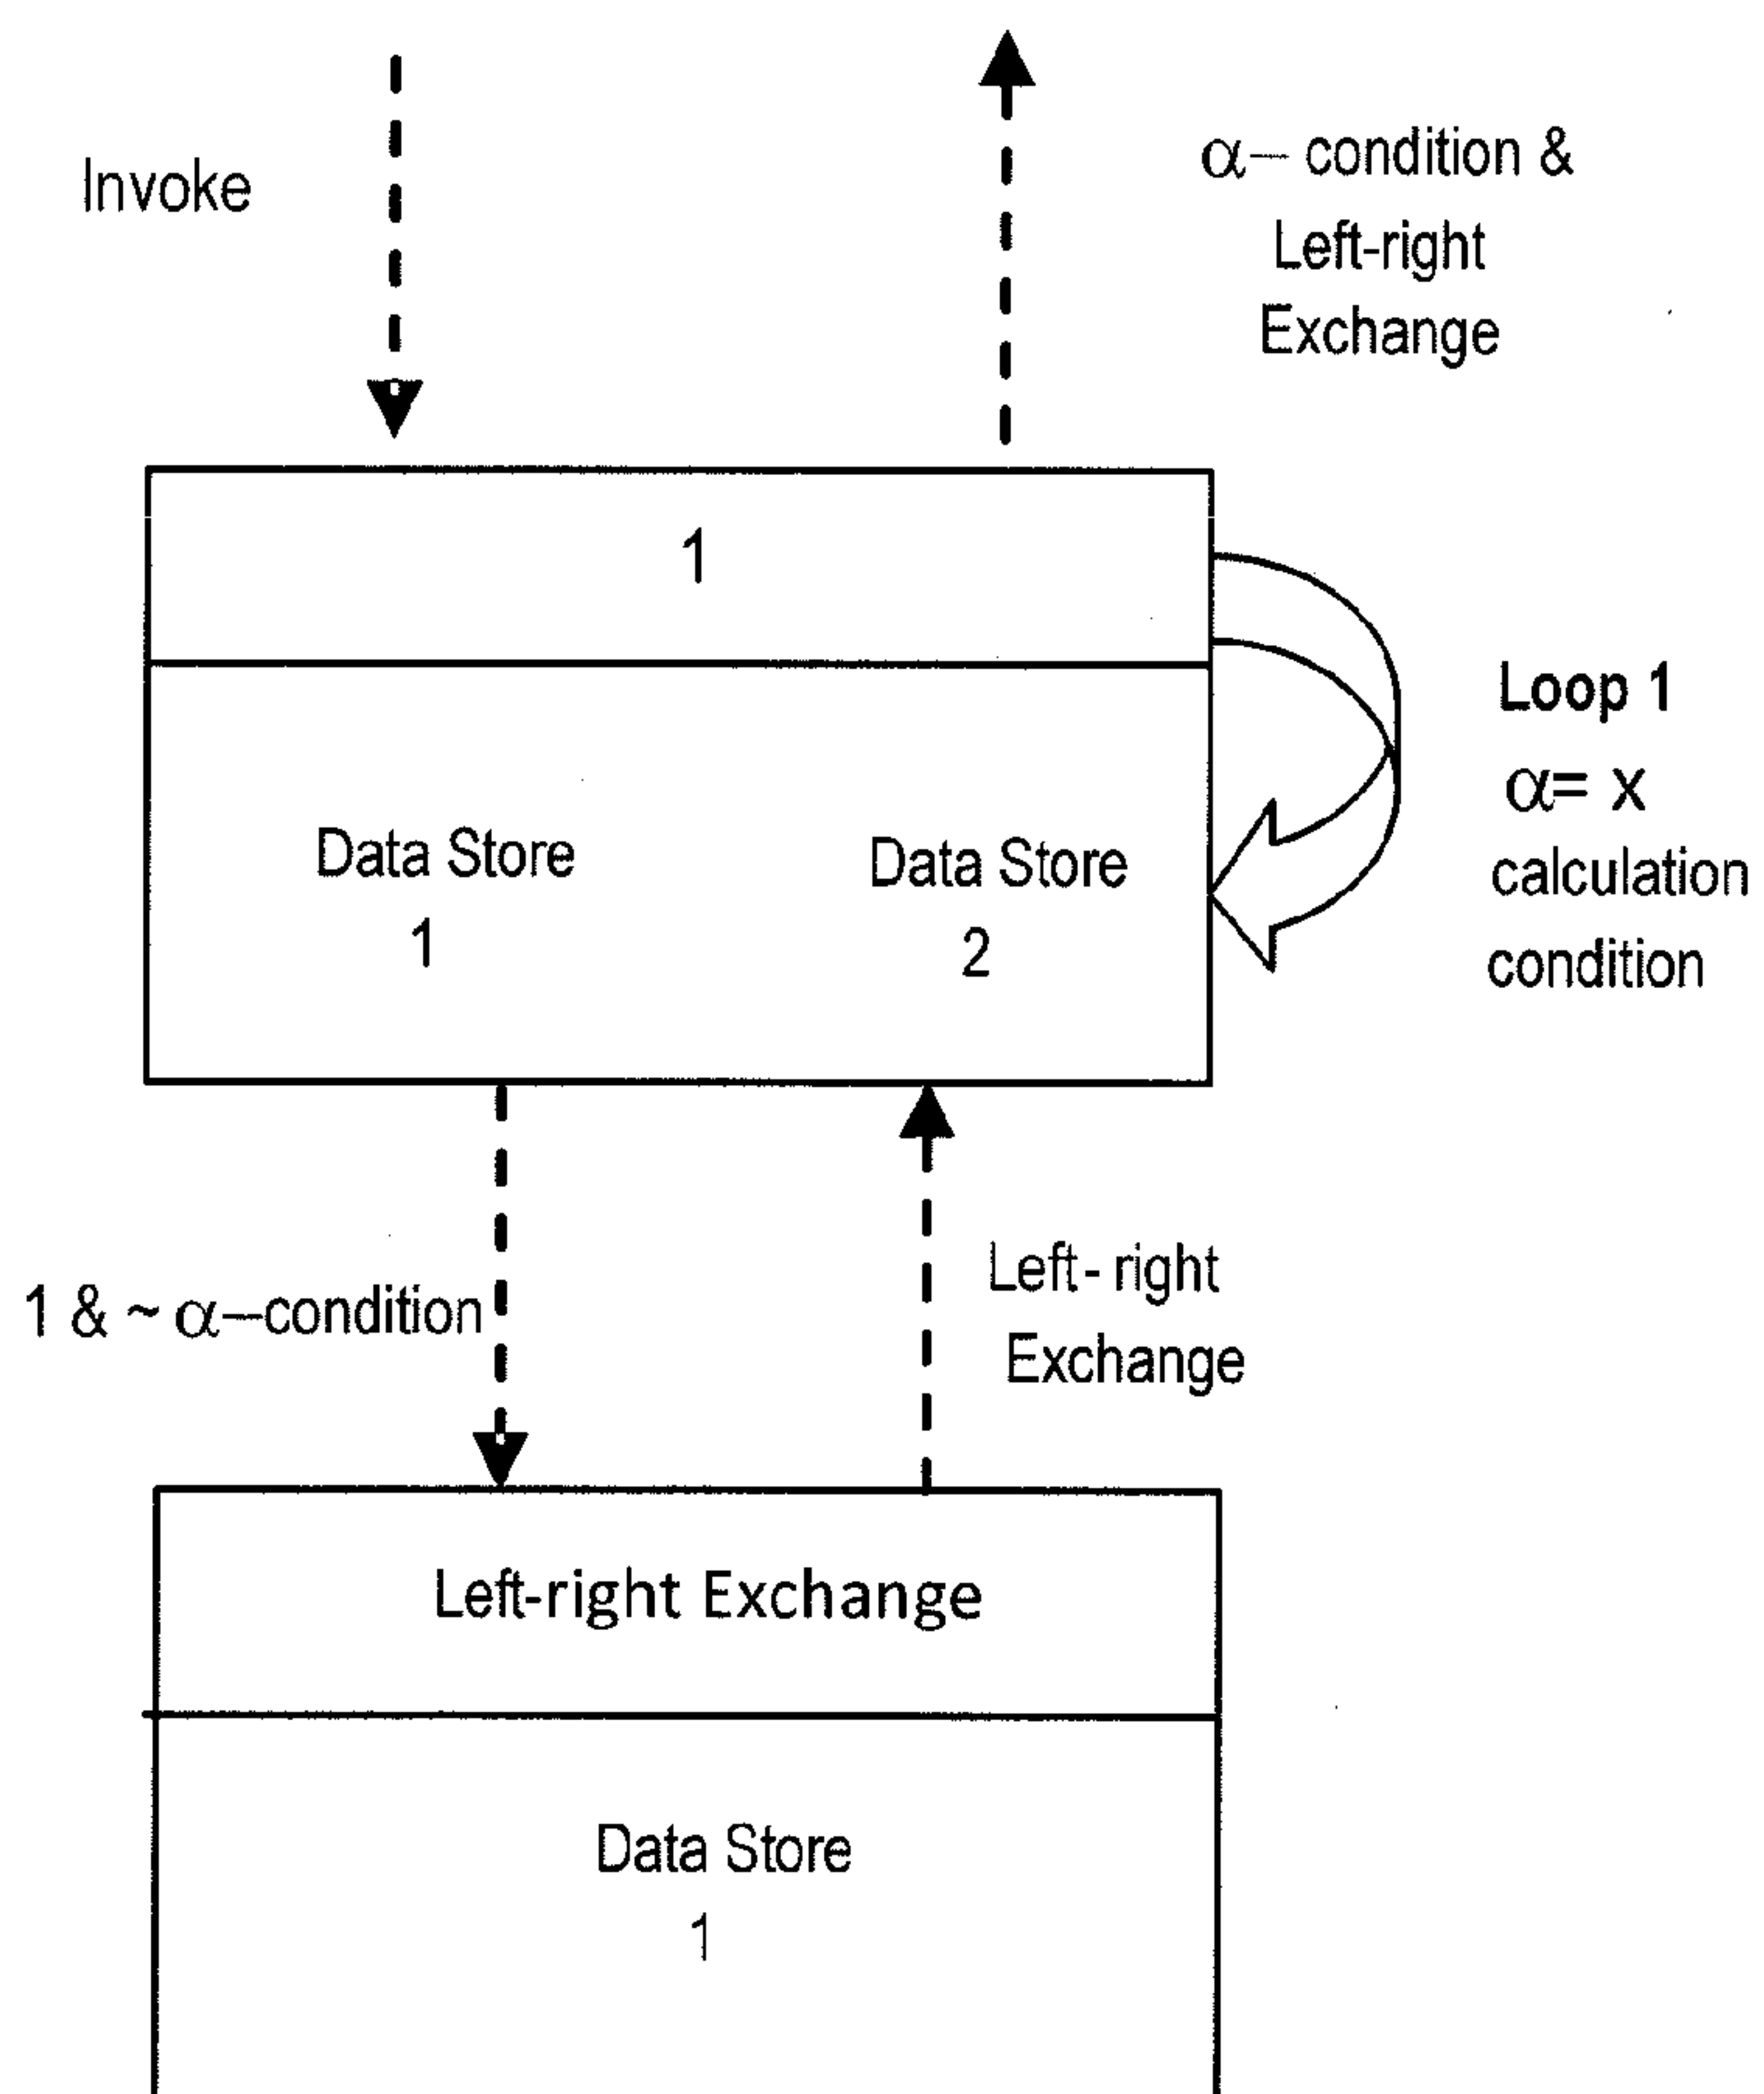 Invoke
α– condition &
Left-right
Exchange
1
Loop 1
α= x
calculation
condition
Data Store
1
Data Store
2
1 & ~ α–condition
Left- right
Exchange
Left-right Exchange
Data Store
1